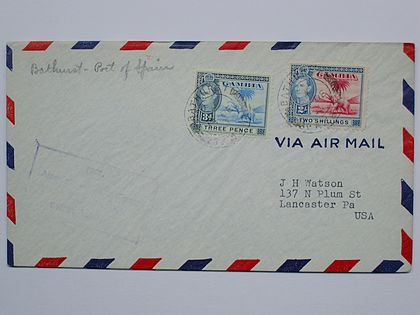 Bathurst - Port of Spain
GAMBIA
3D
THREE PENCE
GAMBIA
TWO SHILLINGS
VIA AIR MAIL
J H Watson
137 N Plum St
Lancaster Pa
USA